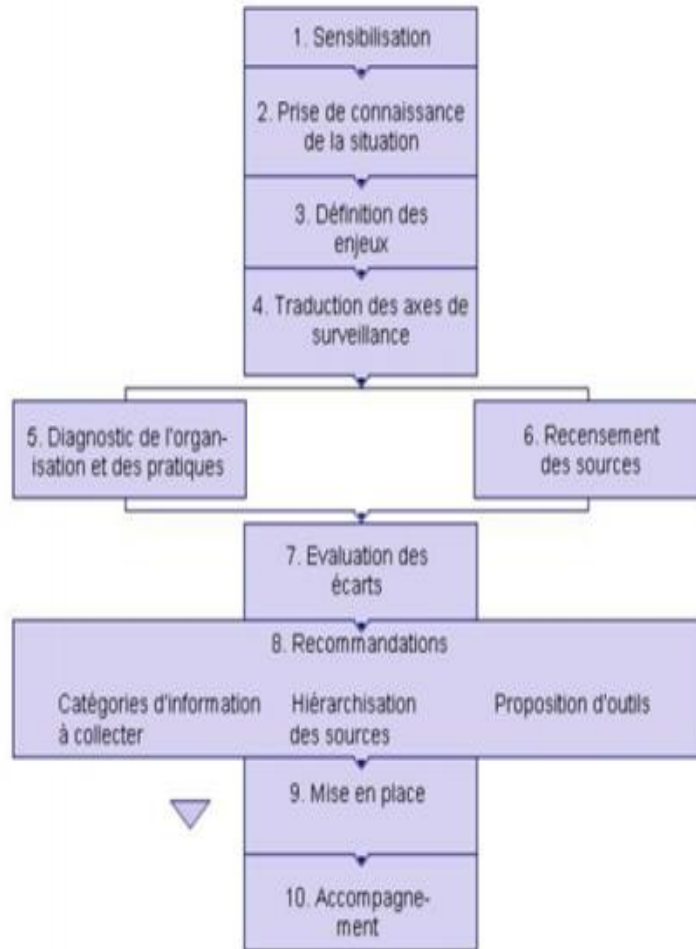 1. Sensibilisation
2. Prise de connaissance
de la situation
3. Définition des
enjeux
4. Traduction des axes de
surveillance
5. Diagnostic de l'organ-
isation et des pratiques
6. Recensement
des sources
7. Evaluation des
écarts
8. Recommandations
Catégories d'information
à collecter
Hiérarchisation
des sources
Proposition d'outils
9. Mise en place
10. Accompagne-
ment